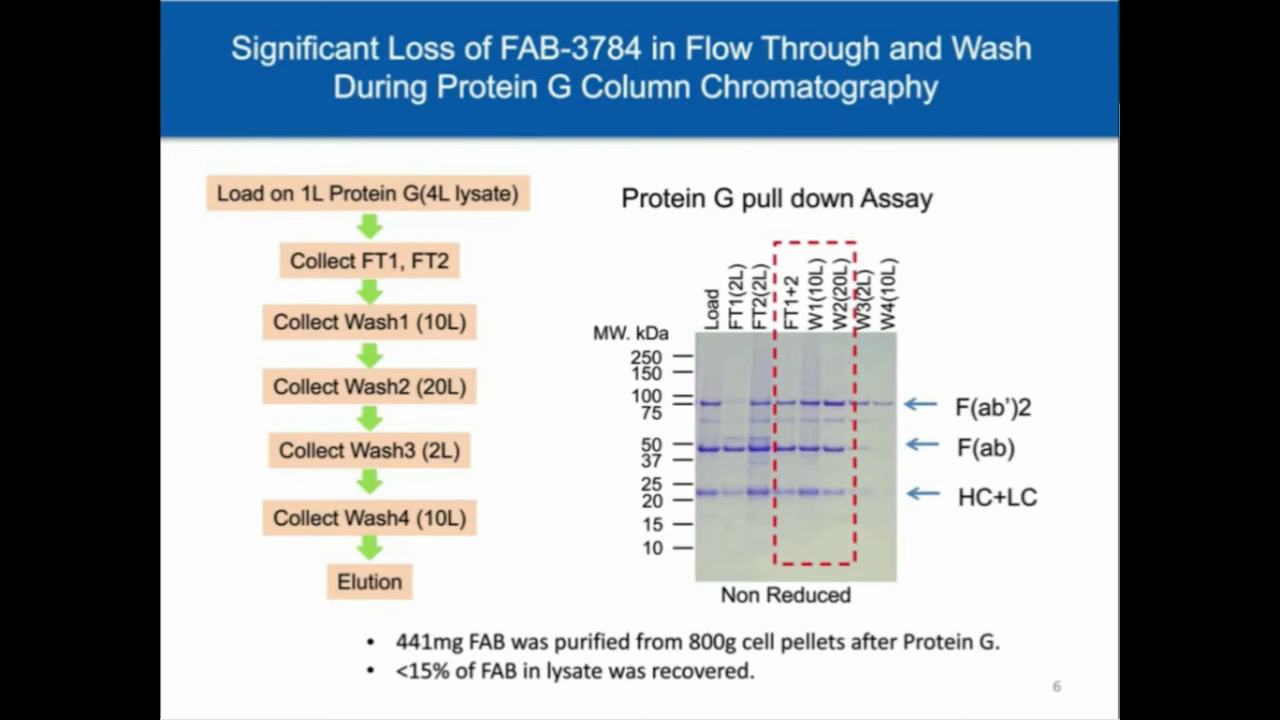 Significant Loss of FAB-3784 in Flow Through and Wash
During Protein G Column Chromatography
Load on 1L Protein G(4L lysate)
Collect FT1, FT2
Collect Wash1 (10L)
Collect Wash2 (20L)
Collect Wash3 (2L)
Collect Wash4 (10L)
Elution
Protein G pull down Assay
Load
FT1(2L)
FT2(2L)
FT1+2
W1(10L)
W2(20L)
W3(2L)
W4(10L)
MW. kDa
250
150
100
75
50
37
25
20
15
10
F(ab’)2
F(ab)
HC+LC
Non Reduced
• 441mg FAB was purified from 800g cell pellets after Protein G.
• <15% of FAB in lysate was recovered.
6